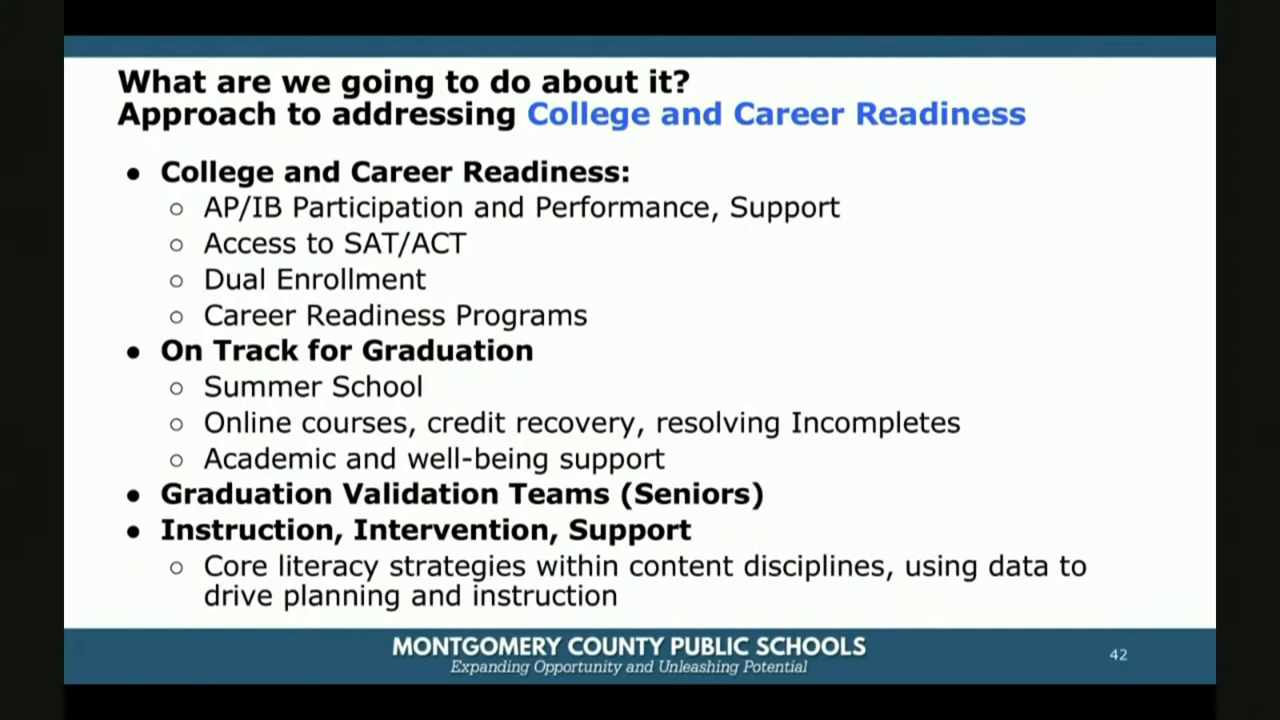 What are we going to do about it?
Approach to addressing College and Career Readiness
● College and Career Readiness:
○ AP/IB Participation and Performance, Support
○ Access to SAT/ACT
○ Dual Enrollment
○ Career Readiness Programs
● On Track for Graduation
○ Summer School
○ Online courses, credit recovery, resolving Incompletes
○ Academic and well-being support
● Graduation Validation Teams (Seniors)
● Instruction, Intervention, Support
○ Core literacy strategies within content disciplines, using data to
drive planning and instruction
MONTGOMERY COUNTY PUBLIC SCHOOLS
Expanding Opportunity and Unleashing Potential
42